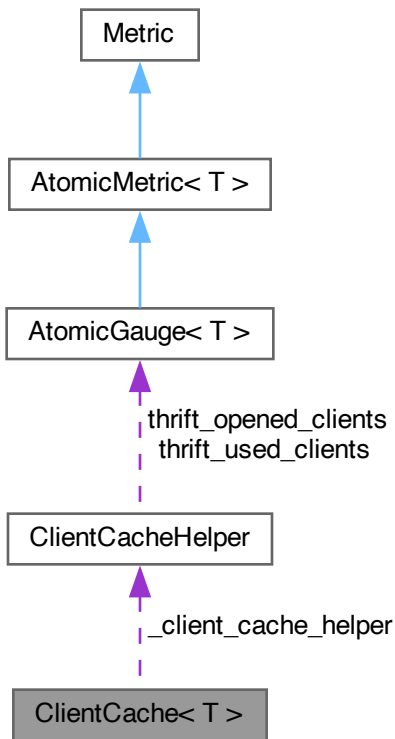 Metric
AtomicMetric< T >
AtomicGauge< T >
thrift_opened_clients
thrift_used_clients
ClientCacheHelper
_client_cache_helper
ClientCache< T >